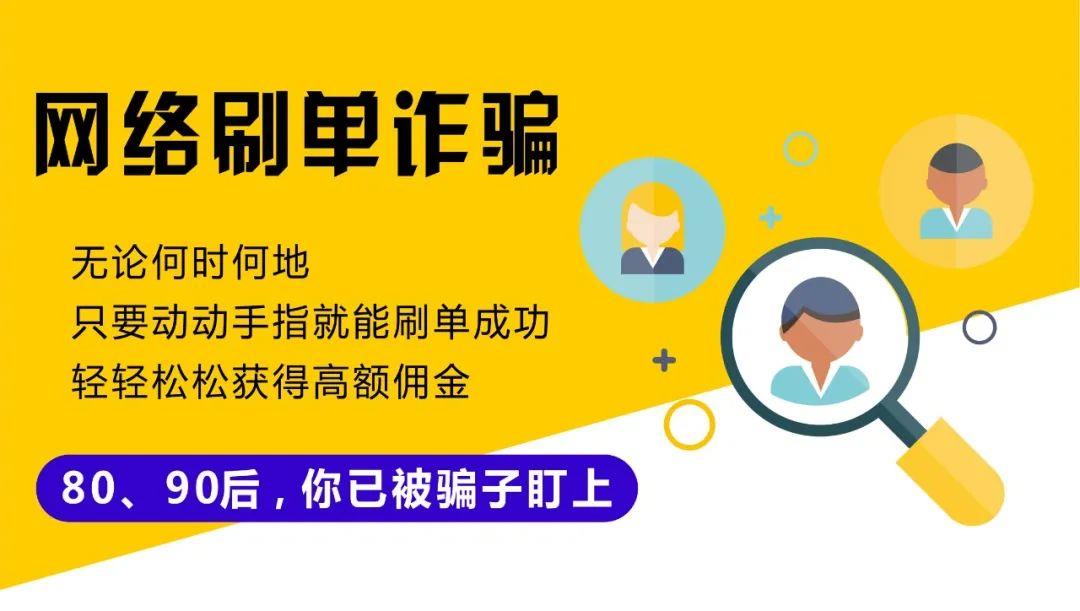 网络刷单诈骗
无论何时何地
只要动动手指就能刷单成功
轻轻松松获得高额佣金
80、90后，你已被骗子盯上